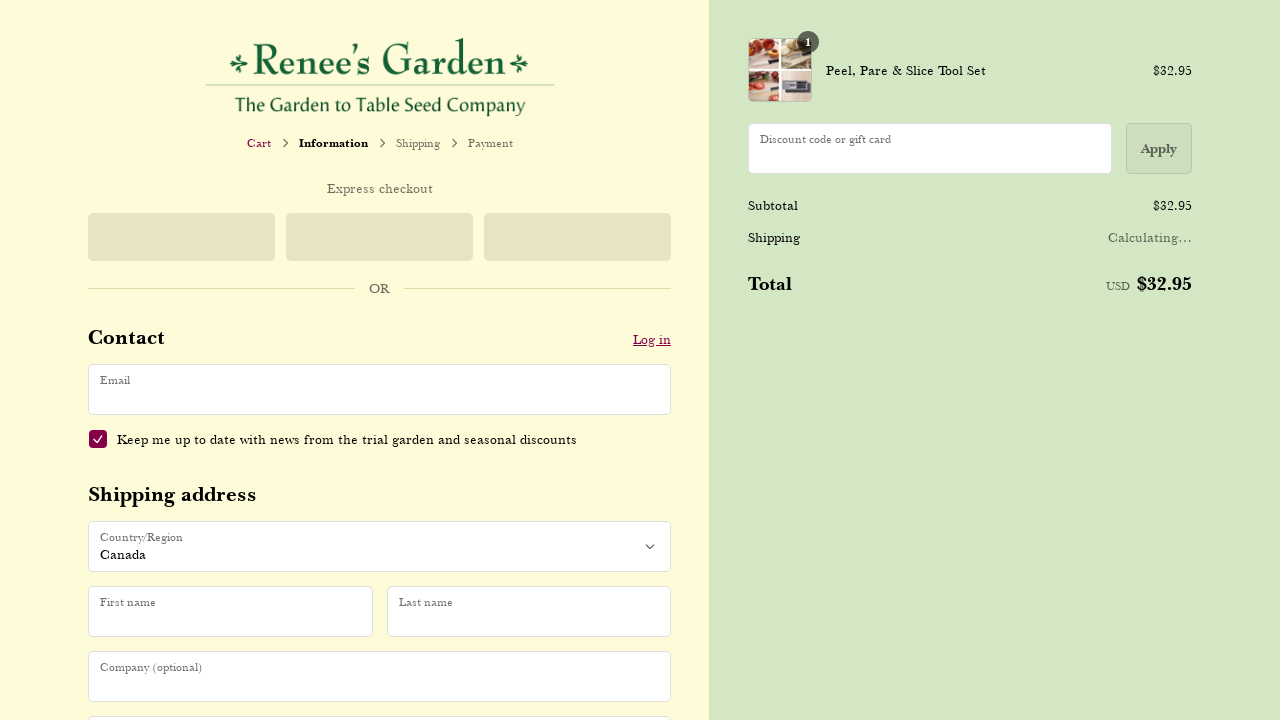 Renee's Garden
The Garden to Table Seed Company
Cart > Information > Shipping > Payment
Express checkout
OR
Contact
Log in
Email
Keep me up to date with news from the trial garden and seasonal discounts
Shipping address
Country/Region
Canada
First name
Last name
Company (optional)
1
Peel, Pare & Slice Tool Set $32.95
Discount code or gift card
Apply
Subtotal $32.95
Shipping Calculating...
Total USD $32.95